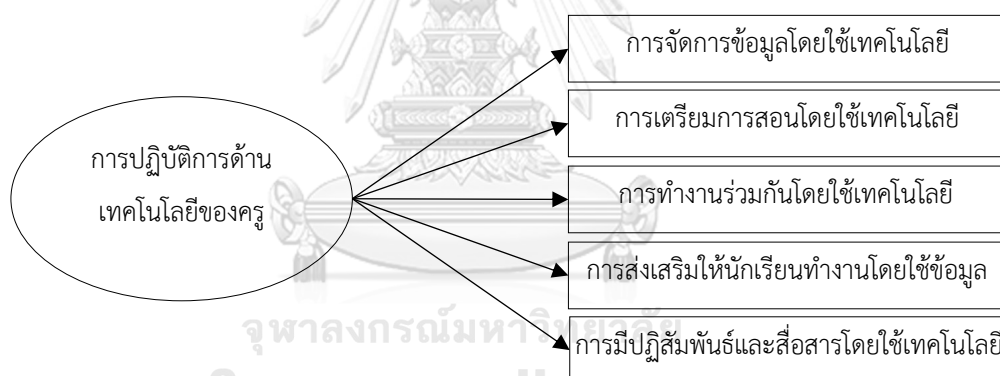 การจัดการข้อมูลโดยใช้เทคโนโลยี
การเตรียมการสอนโดยใช้เทคโนโลยี
การปฏิบัติการด้าน
เทคโนโลยีของครู
การทำงานร่วมกันโดยใช้เทคโนโลยี
การส่งเสริมให้นักเรียนทำงานโดยใช้ข้อมูล
การมีปฏิสัมพันธ์และสื่อสารโดยใช้เทคโนโลยี
จุฬาลงกรณ์มหาวิทยาลัย